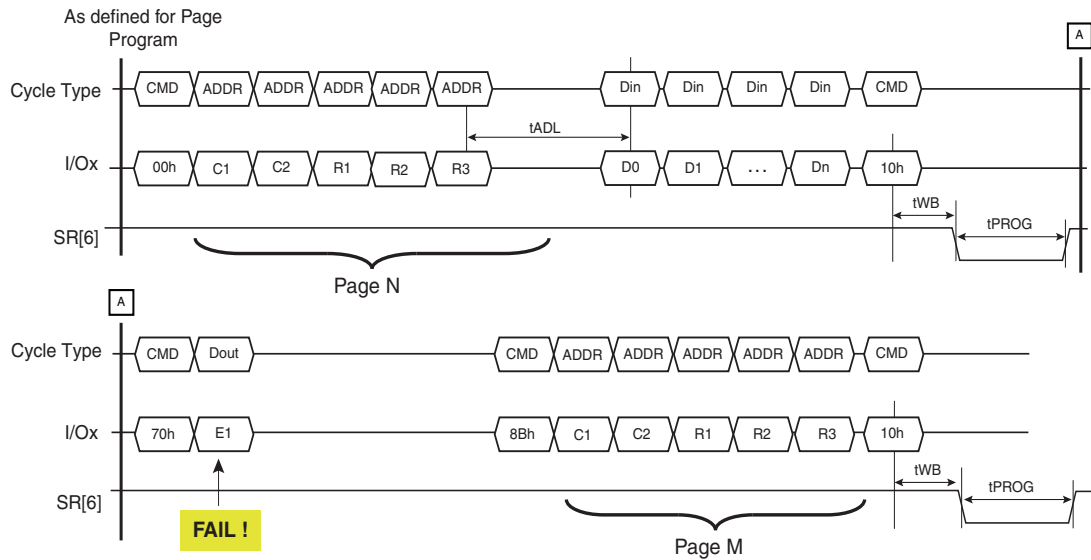 As defined for Page
Program
A
Cycle Type CMD ADDR ADDR ADDR ADDR ADDR Din Din Din Din CMD
tADL
I/Ox 00h C1 C2 R1 R2 R3 D0 D1 ... Dn 10h
tWB tPROG
SR[6]
Page N
A
Cycle Type CMD Dout CMD ADDR ADDR ADDR ADDR ADDR CMD
I/Ox 70h E1 8Bh C1 C2 R1 R2 R3 10h
tWB tPROG
SR[6]
FAIL !
Page M